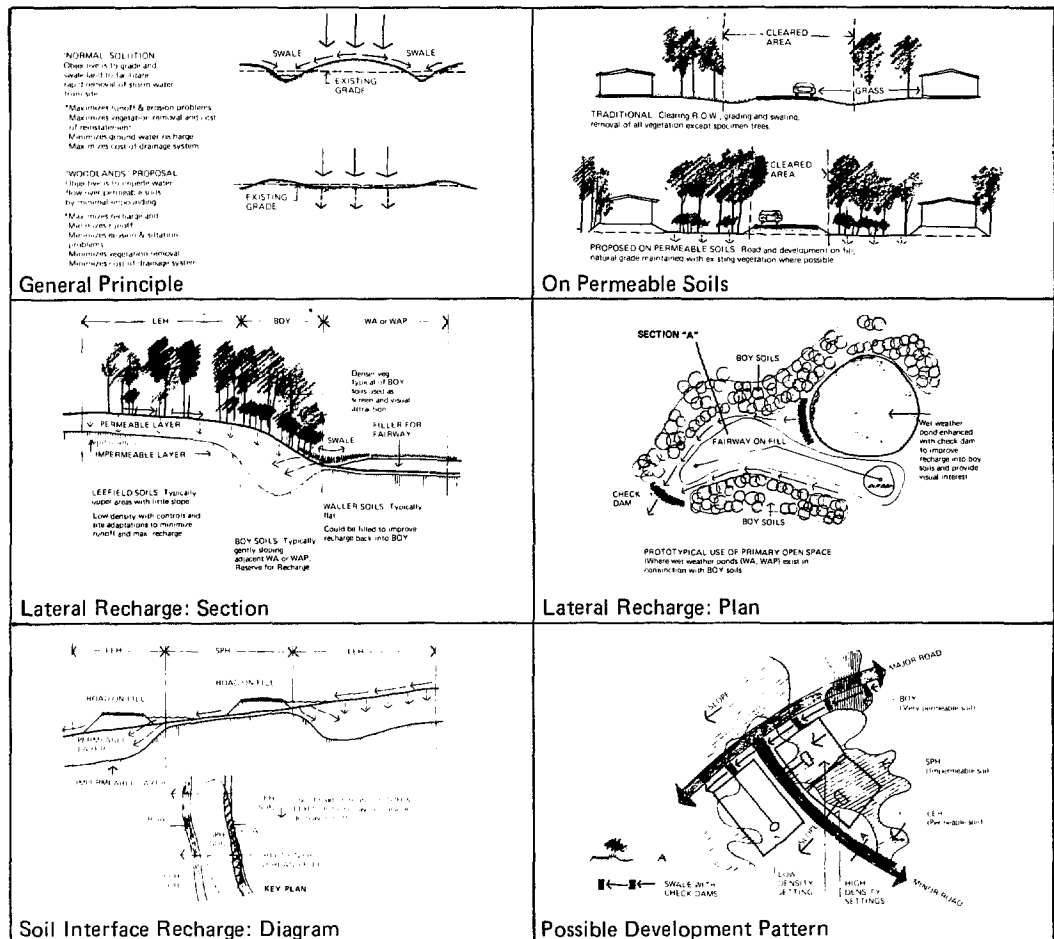 'NORMAL SOLUTION
Objective is to grade and
swale land to facilitate
rapid removal of storm water
from site
*Maximizes runoff & erosion problems
Maximizes vegetation removal and cost
of reinstatement
Minimizes ground water recharge
Maximizes cost of drainage system
SWALE
SWALE
EXISTING
GRADE
'WOODLANDS' PROPOSAL
Objective is to impede water
flow over permeable soils
by minimal impounding
*Maximizes recharge and
Minimizes runoff
Minimizes erosion & siltation
problems
Minimizes vegetation removal
Minimizes cost of drainage system
EXISTING
GRADE
General Principle
CLEARED
AREA
GRASS
TRADITIONAL Clearing R.O.W., grading and swaling,
removal of all vegetation except specimen trees.
CLEARED
AREA
PROPOSED ON PERMEABLE SOILS Road and development on fill,
natural grade maintained with existing vegetation where possible
On Permeable Soils
LEH
BOY
WA or WAP
Denser veg
typical of BOY
soils used as
screen and visual
attraction
PERMEABLE LAYER
IMPERMEABLE LAYER
SWALE
FILLER FOR
FAIRWAY
LEEFIELD SOILS Typically
upper areas with little slope
Low density with controls and
site adaptations to minimize
runoff and max. recharge
BOY SOILS Typically
gently sloping
adjacent WA or WAP.
Reserve for Recharge
WALLER SOILS Typically
flat
Could be filled to improve
recharge back into BOY
Lateral Recharge: Section
SECTION "A"
BOY SOILS
FAIRWAY ON FILL
Wet weather
pond enhanced
with check dam
to improve
recharge into boy
soils and provide
visual interest
CHECK
DAM
BOY SOILS
PROTOTYPICAL USE OF PRIMARY OPEN SPACE
(Where wet weather ponds (WA, WAP) exist in
conjunction with BOY soils
Lateral Recharge: Plan
LEH
SPH
LEH
ROAD ON FILL
ROAD ON FILL
PERMEABLE
LAYER
IMPERMEABLE LAYER
SPH
KEY PLAN
Soil Interface Recharge: Diagram
MAJOR ROAD
SLOPE
BOY
(Very permeable soil)
SPH
(Impermeable soil)
LEH
(Permeable soil)
SLOPE
A
A
SWALE WITH
CHECK DAMS
LOW
DENSITY
SETTING
HIGH
DENSITY
SETTINGS
MINOR ROAD
Possible Development Pattern